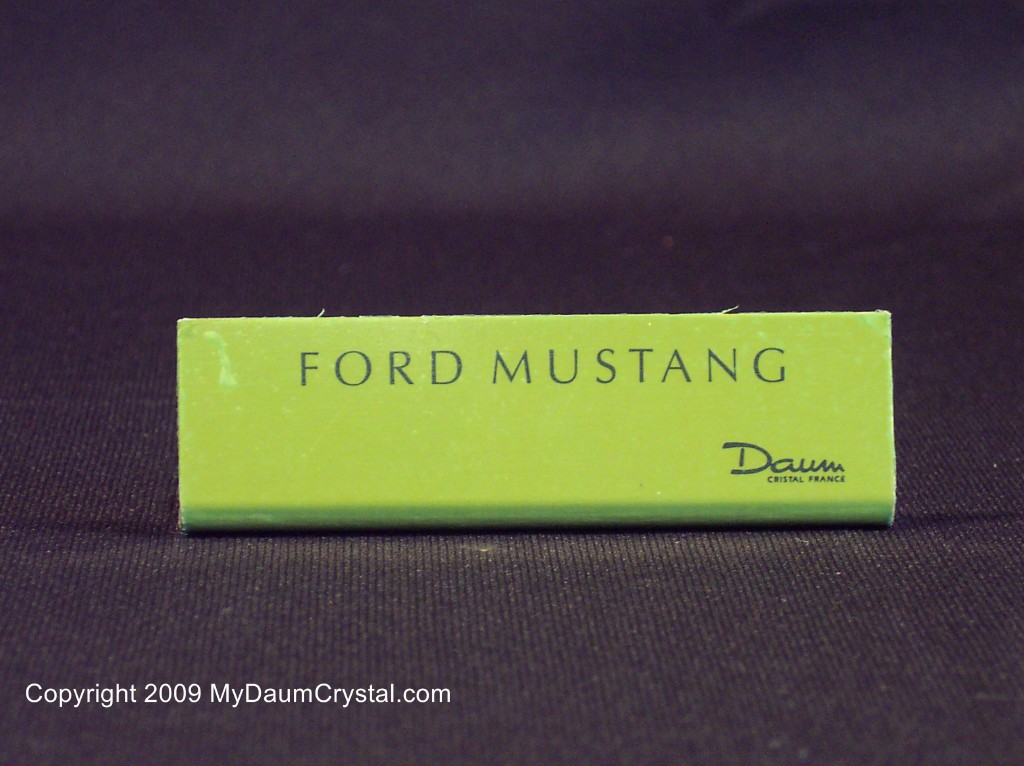 FORD MUSTANG
Daum
CRISTAL FRANCE
Copyright 2009 MyDaumCrystal.com